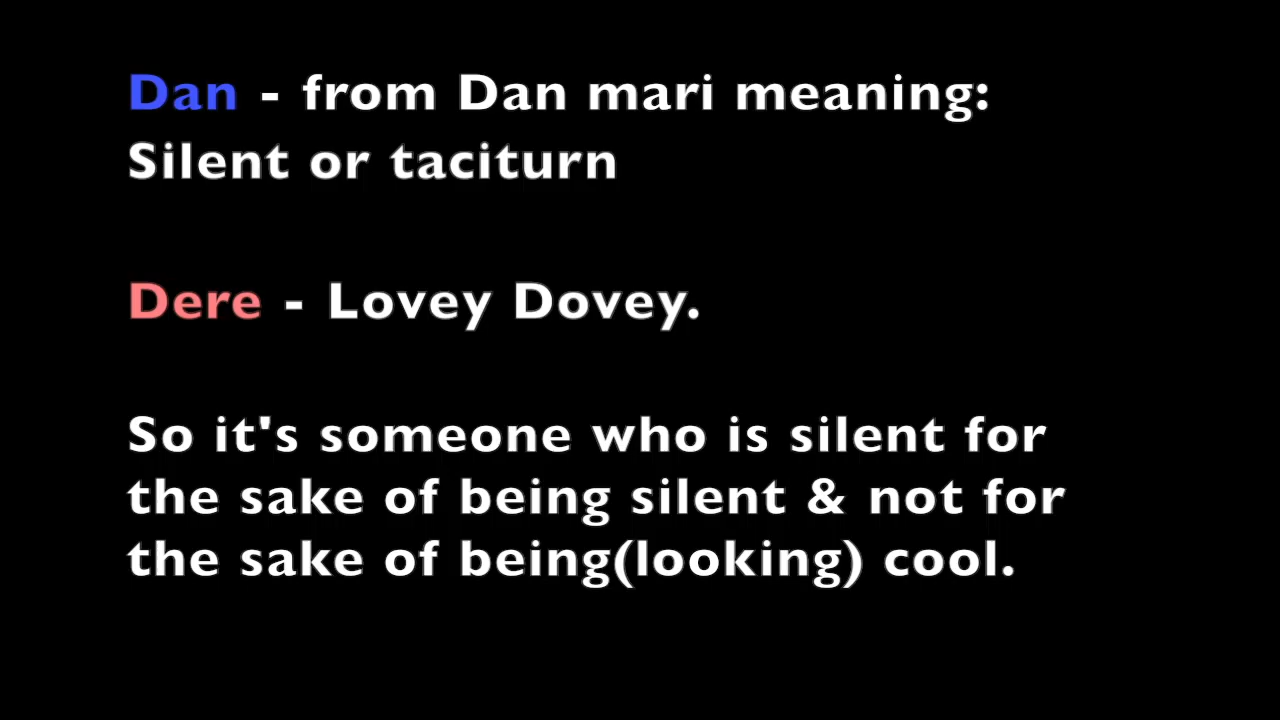 Dan - from Dan mari meaning:
Silent or taciturn
Dere - Lovey Dovey.
So it's someone who is silent for
the sake of being silent & not for
the sake of being(looking) cool.